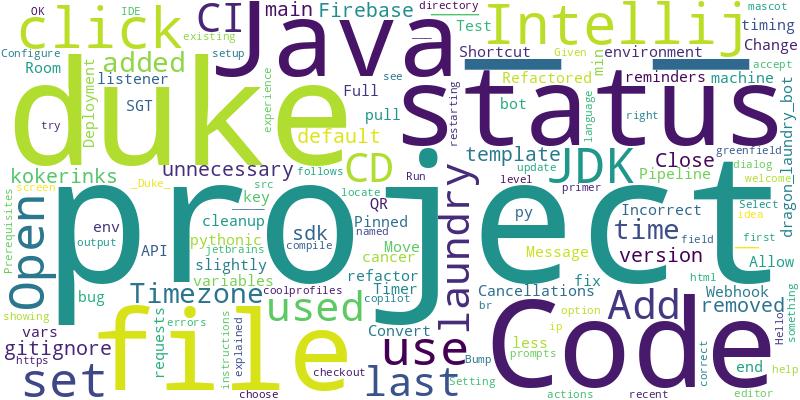 OK
IDE
directory
mascot
click
CI
Java
main
Firebase
Intellij
timing
existing
Test
Change
Configure
setup
Room
added
Shortcut
environment
Given
accept
duke
Deployment
listener
experience
Full
see
Refactored
min
reminders
machine
SGT
pull
restarting
bot
status
language
right
try
default
dragon_laundry_bot
kokerinks
unnecessary
CD
template
JDK
Close
greenfield
follows
locate
Run
level
update
Pipeline
dialog
screen
_Duke_
src
key
QR
primer
Select
welcome
Prerequisites
env
cleanup
Pinned
named
py
Incorrect
field
idea
first
output
API
pythonic
sdk
compile
Move
laundry
time
jetbrains
project
Message
version
Allow
Open
slightly
cancer
variables
refactor
fix
html
showing
bug
Timezone
coolprofiles
Timer
copilot
Cancellations
Webhook
something
vars
errors
used
Convert
br
option
Add
removed
gitignore
file
requests
instructions
explained
use
less
ip
Code
Hello
https
checkout
Bump
prompts
correct
end
help
set
choose
last
Setting
actions
recent
editor